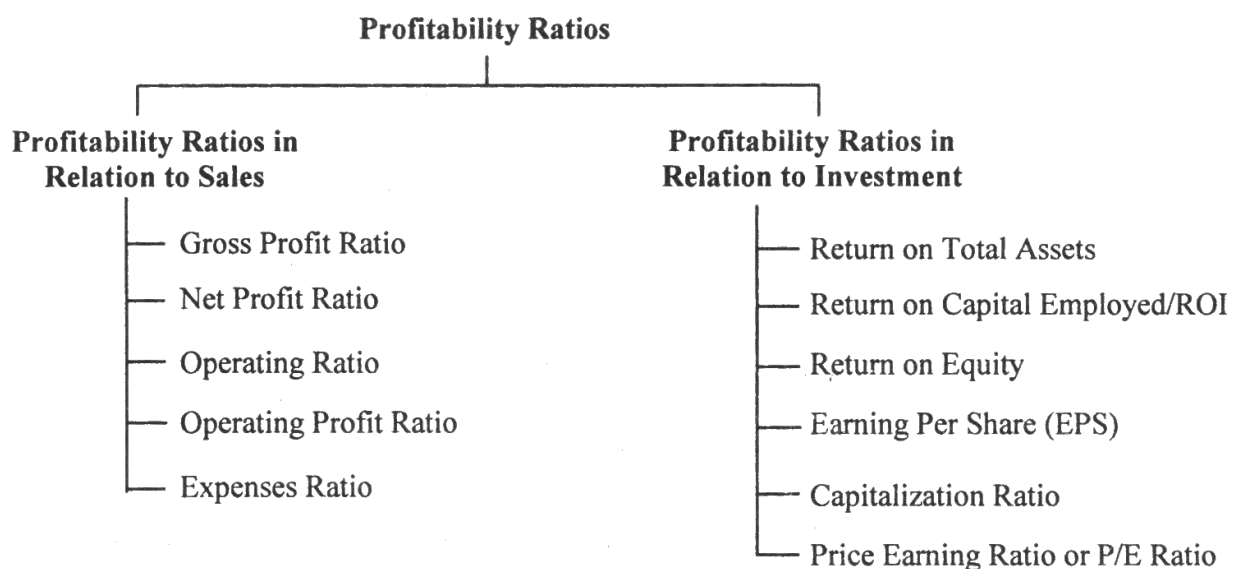 Profitability Ratios
Profitability Ratios in
Relation to Sales
Gross Profit Ratio
Net Profit Ratio
Operating Ratio
Operating Profit Ratio
Expenses Ratio
Profitability Ratios in
Relation to Investment
Return on Total Assets
Return on Capital Employed/ROI
Return on Equity
Earning Per Share (EPS)
Capitalization Ratio
Price Earning Ratio or P/E Ratio